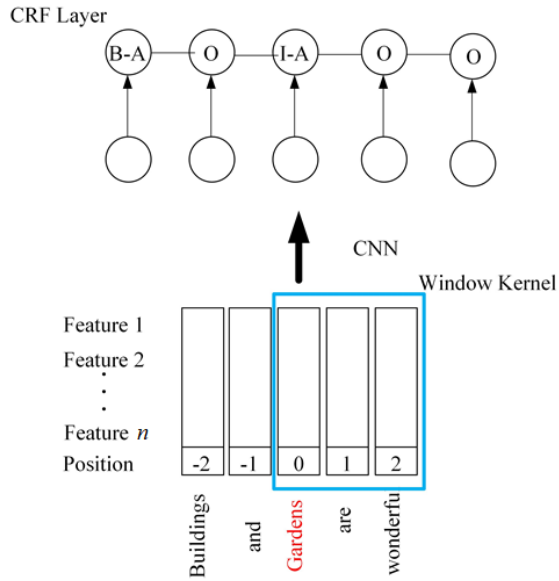 CRF Layer
B-A O I-A O O
CNN
Window Kernel
Feature 1
Feature 2
Feature n
Position -2 -1 0 1 2
Buildings and Gardens are wonderfu